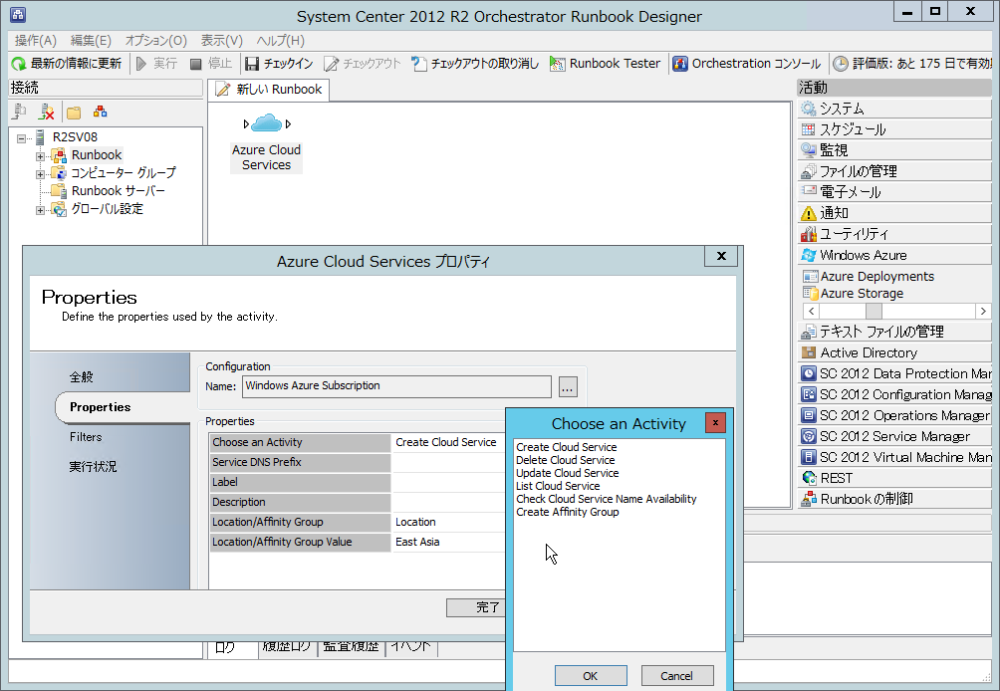 System Center 2012 R2 Orchestrator Runbook Designer
操作(A) 編集(E) オプション(O) 表示(V) ヘルプ(H)
最新の情報に更新 実行 停止 チェックイン チェックアウト チェックアウトの取り消し Runbook Tester Orchestration コンソール 評価版: あと 175 日で有効期
接続
新しい Runbook
活動
R2SV08
Runbook
コンピューター グループ
Runbook サーバー
グローバル設定
Azure Cloud
Services
システム
スケジュール
監視
ファイルの管理
電子メール
通知
ユーティリティ
Windows Azure
Azure Deployments
Azure Storage
テキスト ファイルの管理
Active Directory
SC 2012 Data Protection Mar
SC 2012 Configuration Manag
SC 2012 Operations Manager
SC 2012 Service Manager
SC 2012 Virtual Machine Man
REST
Runbook の制御
Azure Cloud Services プロパティ
Properties
Define the properties used by the activity.
全般
Properties
Filters
実行状況
Configuration
Name: Windows Azure Subscription ...
Properties
Choose an Activity Create Cloud Service
Service DNS Prefix
Label
Description
Location/Affinity Group Location
Location/Affinity Group Value East Asia
完了
Choose an Activity
Create Cloud Service
Delete Cloud Service
Update Cloud Service
List Cloud Service
Check Cloud Service Name Availability
Create Affinity Group
OK Cancel
ログ 履歴ログ 監査履歴 イベント